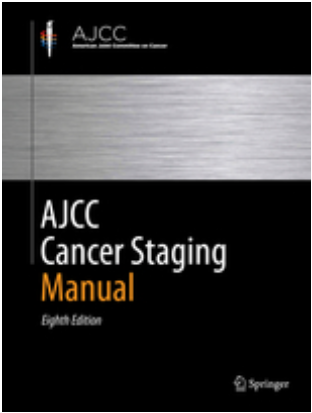 AJCC
American Joint Committee on Cancer
AJCC
Cancer Staging
Manual
Eighth Edition
Springer